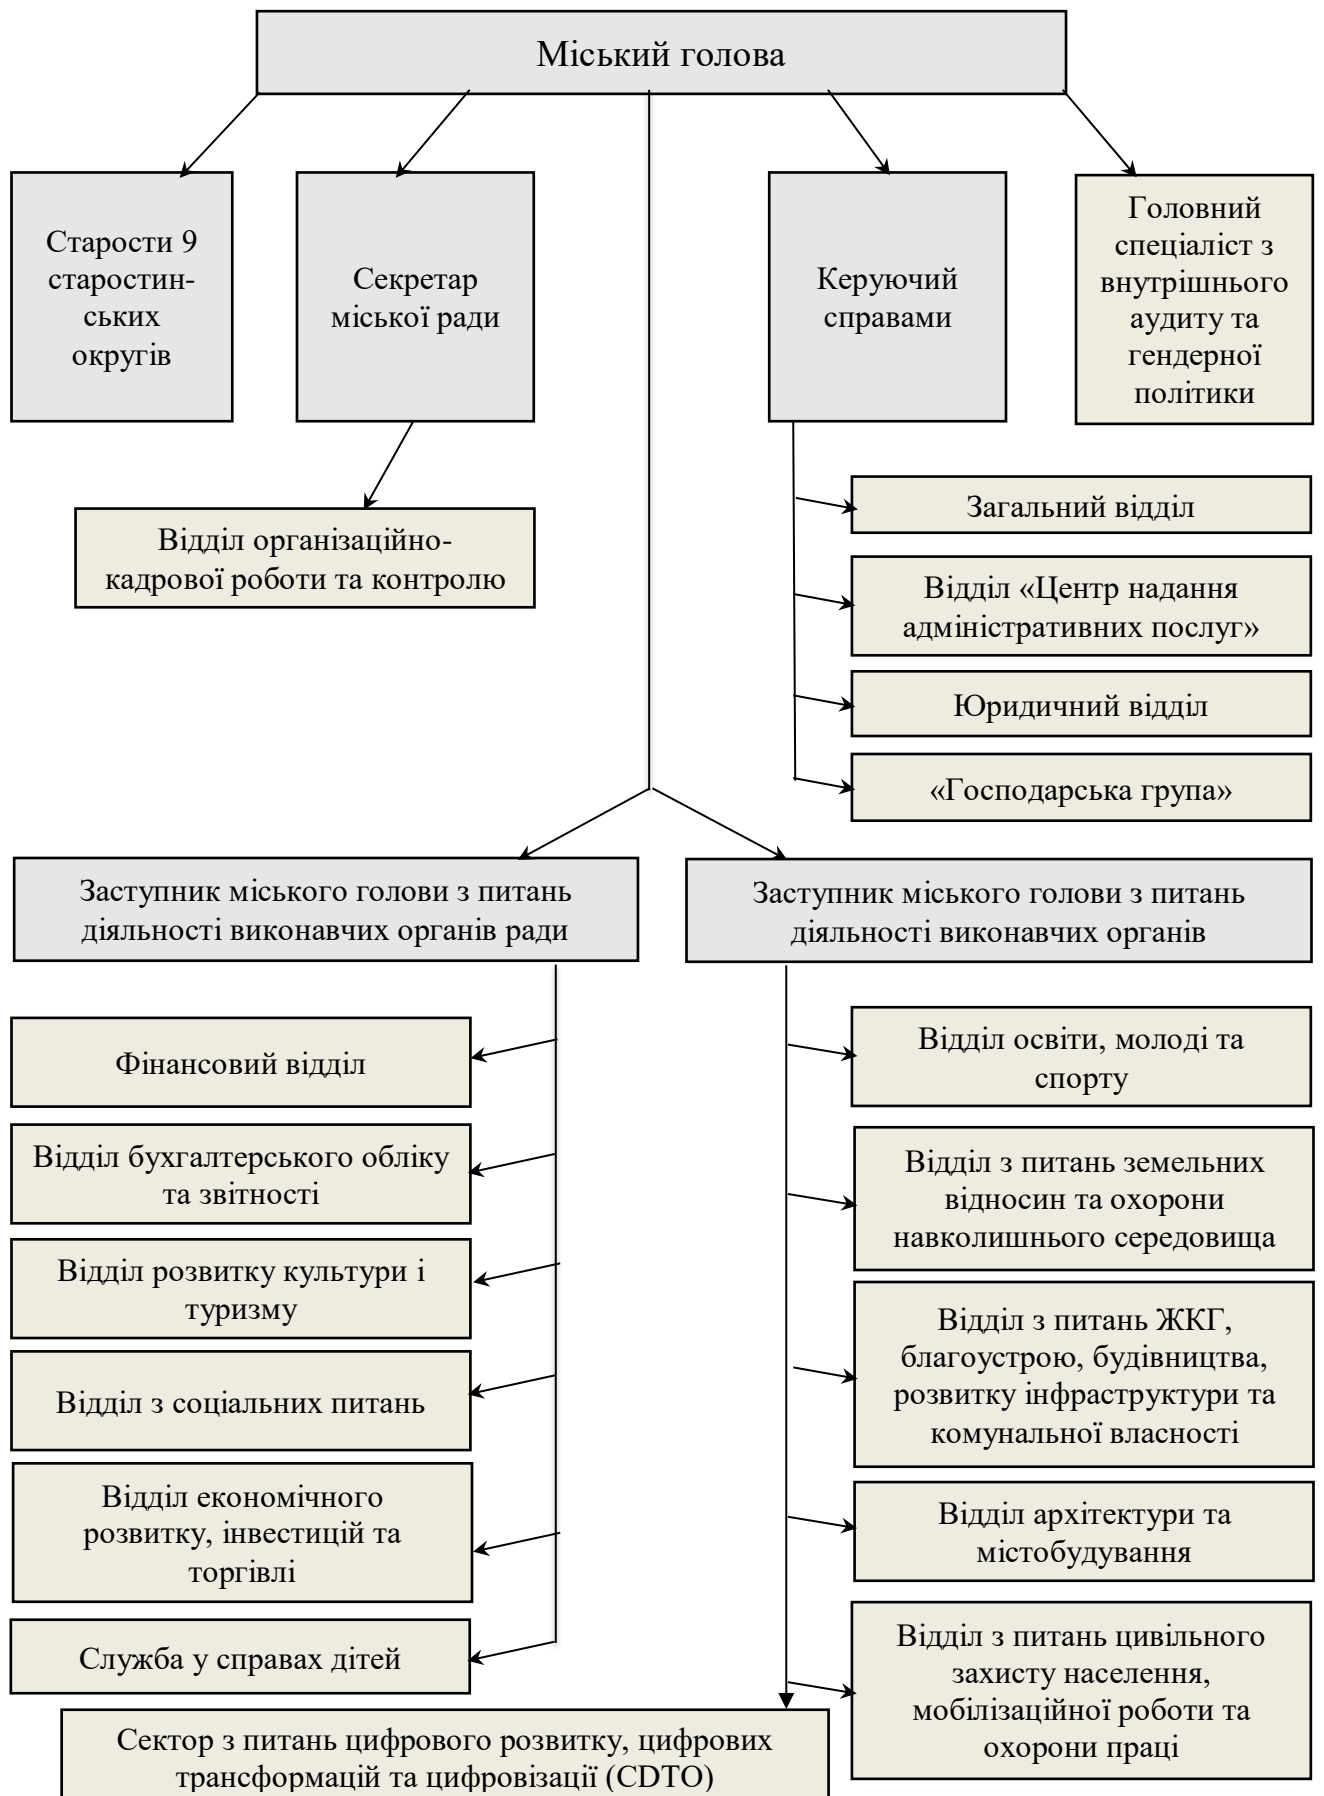 Міський голова
Старости 9
старостин-
ських
округів
Секретар
міської ради
Керуючий
справами
Головний
спеціаліст з
внутрішнього
аудиту та
гендерної
політики
Відділ організаційно-
кадрової роботи та контролю
Загальний відділ
Відділ «Центр надання
адміністративних послуг»
Юридичний відділ
«Господарська група»
Заступник міського голови з питань
діяльності виконавчих органів ради
Заступник міського голови з питань
діяльності виконавчих органів
Фінансовий відділ
Відділ бухгалтерського обліку
та звітності
Відділ розвитку культури і
туризму
Відділ з соціальних питань
Відділ економічного
розвитку, інвестицій та
торгівлі
Служба у справах дітей
Відділ освіти, молоді та
спорту
Відділ з питань земельних
відносин та охорони
навколишнього середовища
Відділ з питань ЖКГ,
благоустрою, будівництва,
розвитку інфраструктури та
комунальної власності
Відділ архітектури та
містобудування
Відділ з питань цивільного
захисту населення,
мобілізаційної роботи та
охорони праці
Сектор з питань цифрового розвитку, цифрових
трансформацій та цифровізації (CDTO)